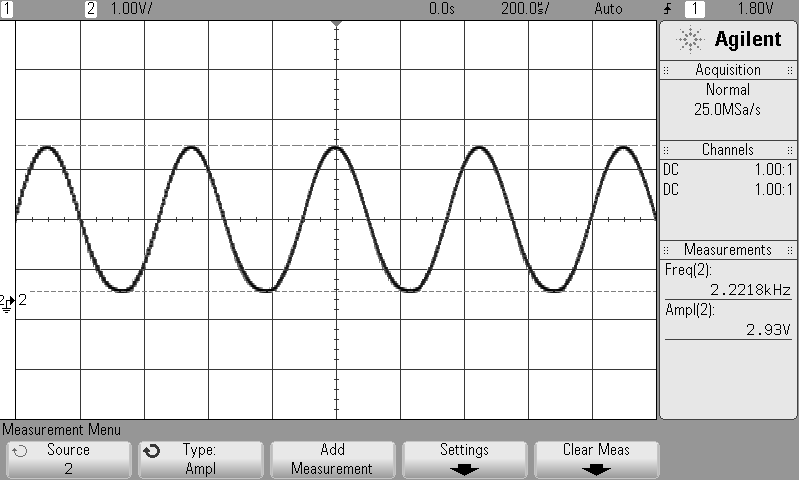 1 2 1.00V/ 0.0s 200.0㎲/ Auto 1 1.80V
Agilent
Acquisition
Normal
25.0MSa/s
Channels
DC 1.00:1
DC 1.00:1
Measurements
Freq(2):
2.2218kHz
Ampl(2):
2.93V
2 2
Measurement Menu
Source
2
Type:
Ampl
Add
Measurement
Settings
Clear Meas